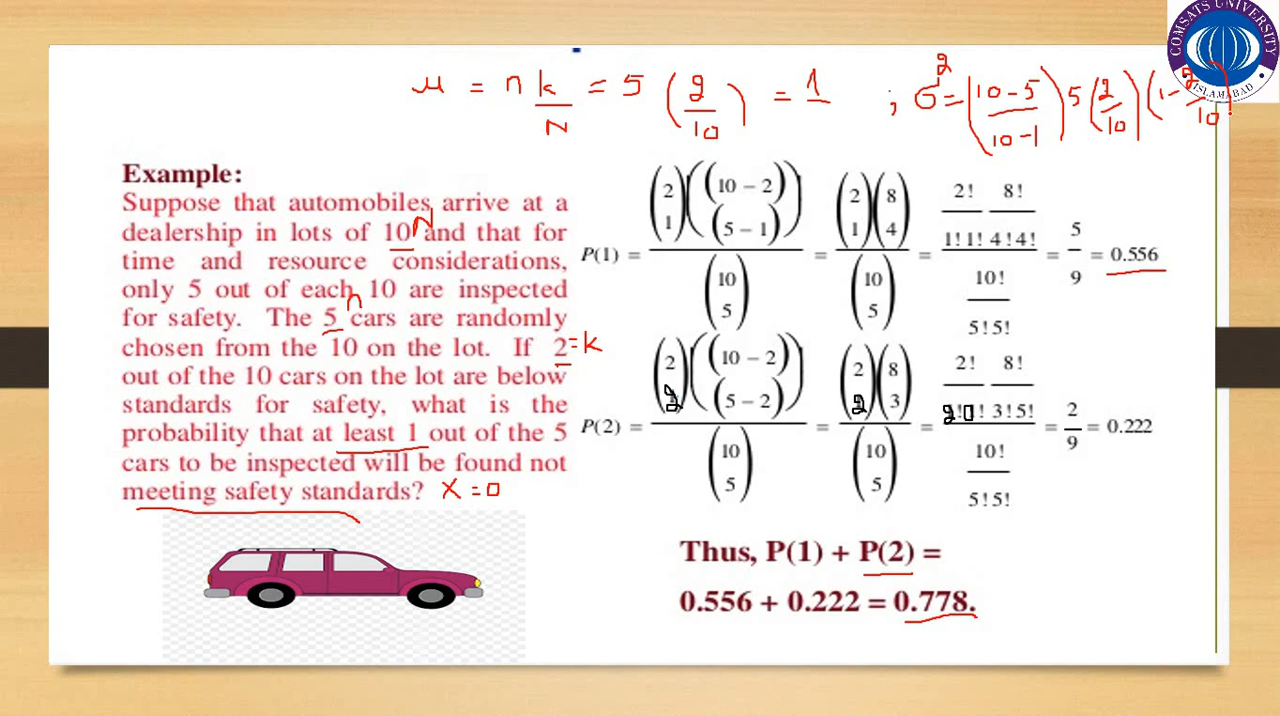 COMSATS UNIVERSITY
ISLAMABAD
μ = n k/N = 5 (2/10) = 1 ; σ² = (10-5/10-1) 5 (2/10) (1-2/10)
Example:
Suppose that automobiles arrive at a
dealership in lots of 10 N and that for
time and resource considerations,
only 5 out of each 10 are inspected
for safety. The 5 n cars are randomly
chosen from the 10 on the lot. If 2 = k
out of the 10 cars on the lot are below
standards for safety, what is the
probability that at least 1 out of the 5
cars to be inspected will be found not
meeting safety standards? X = 0
P(1) = (2 1)((10 − 2) (5 − 1)) / (10 5) = (2 1)(8 4) / (10 5) = 2!/1!1! 8!/4!4! / 10!/5!5! = 5/9 = 0.556
P(2) = (2 2)((10 − 2) (5 − 2)) / (10 5) = (2 2)(8 3) / (10 5) = 2!/2!0! 8!/3!5! / 10!/5!5! = 2/9 = 0.222
Thus, P(1) + P(2) =
0.556 + 0.222 = 0.778.